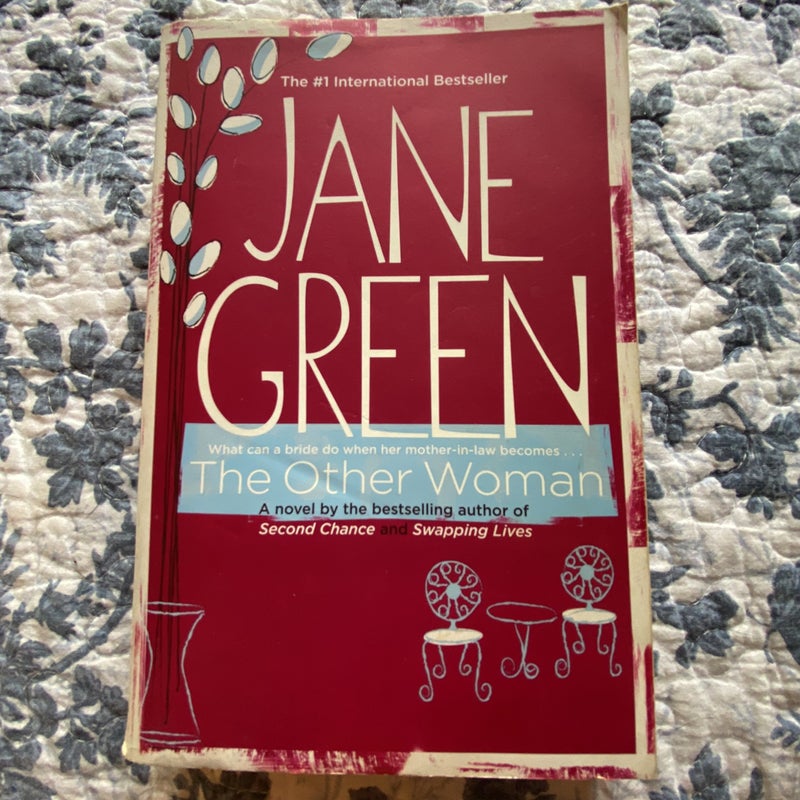 The #1 International Bestseller
JANE
GREEN
What can a bride do when her mother-in-law becomes . . .
The Other Woman
A novel by the bestselling author of
Second Chance and Swapping Lives